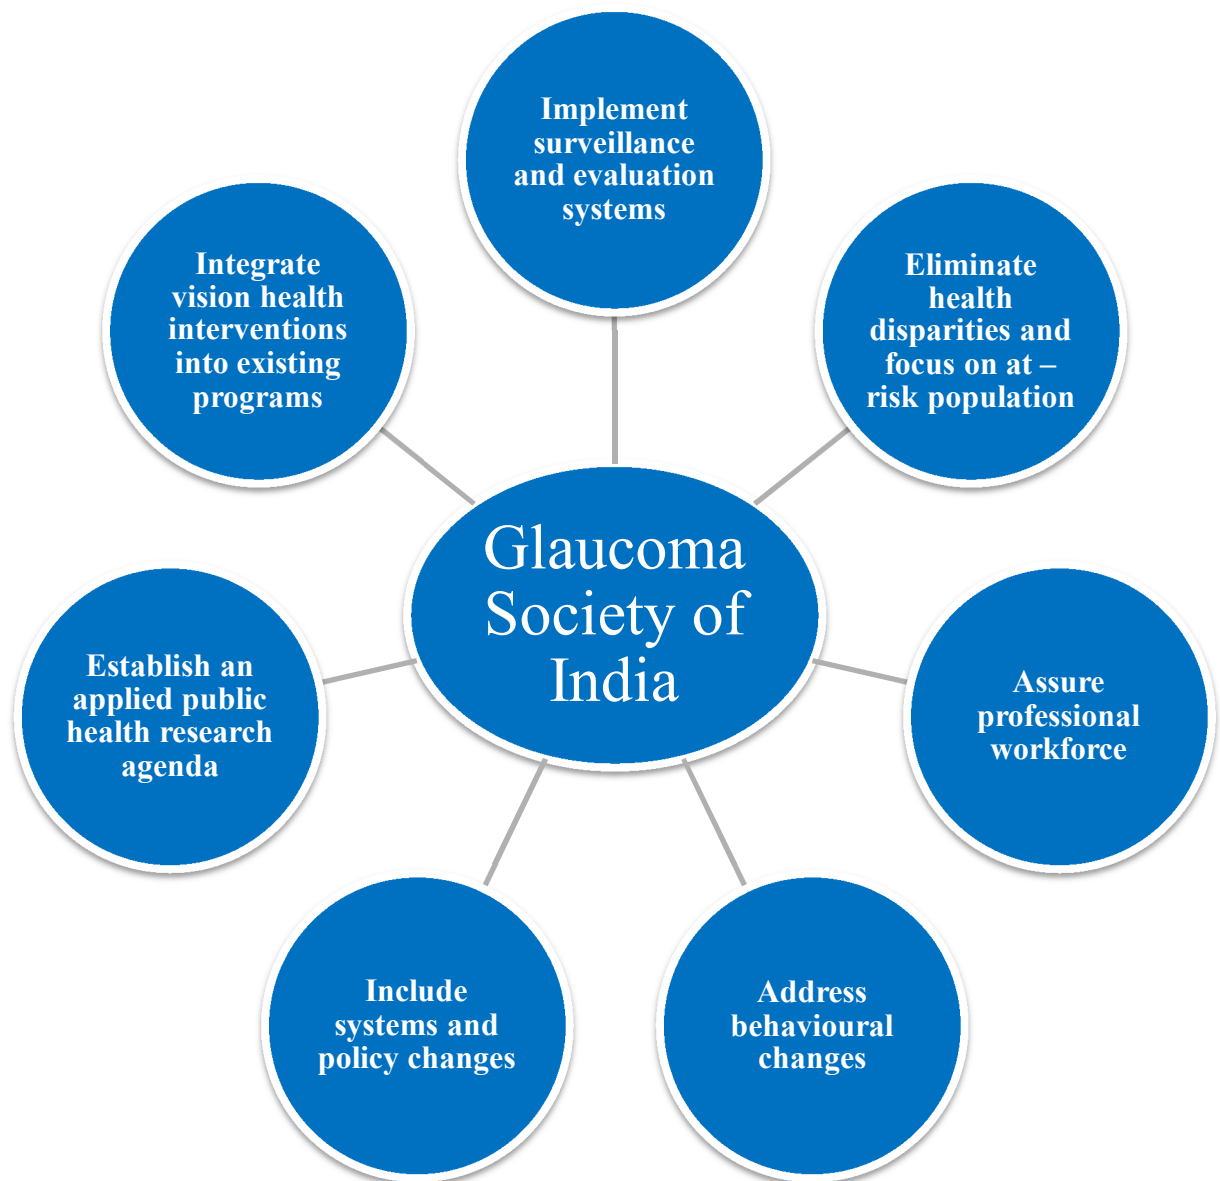 Implement
surveillance
and evaluation
systems
Eliminate
health
disparities and
focus on at –
risk population
Assure
professional
workforce
Address
behavioural
changes
Include
systems and
policy changes
Establish an
applied public
health research
agenda
Integrate
vision health
interventions
into existing
programs
Glaucoma
Society of
India